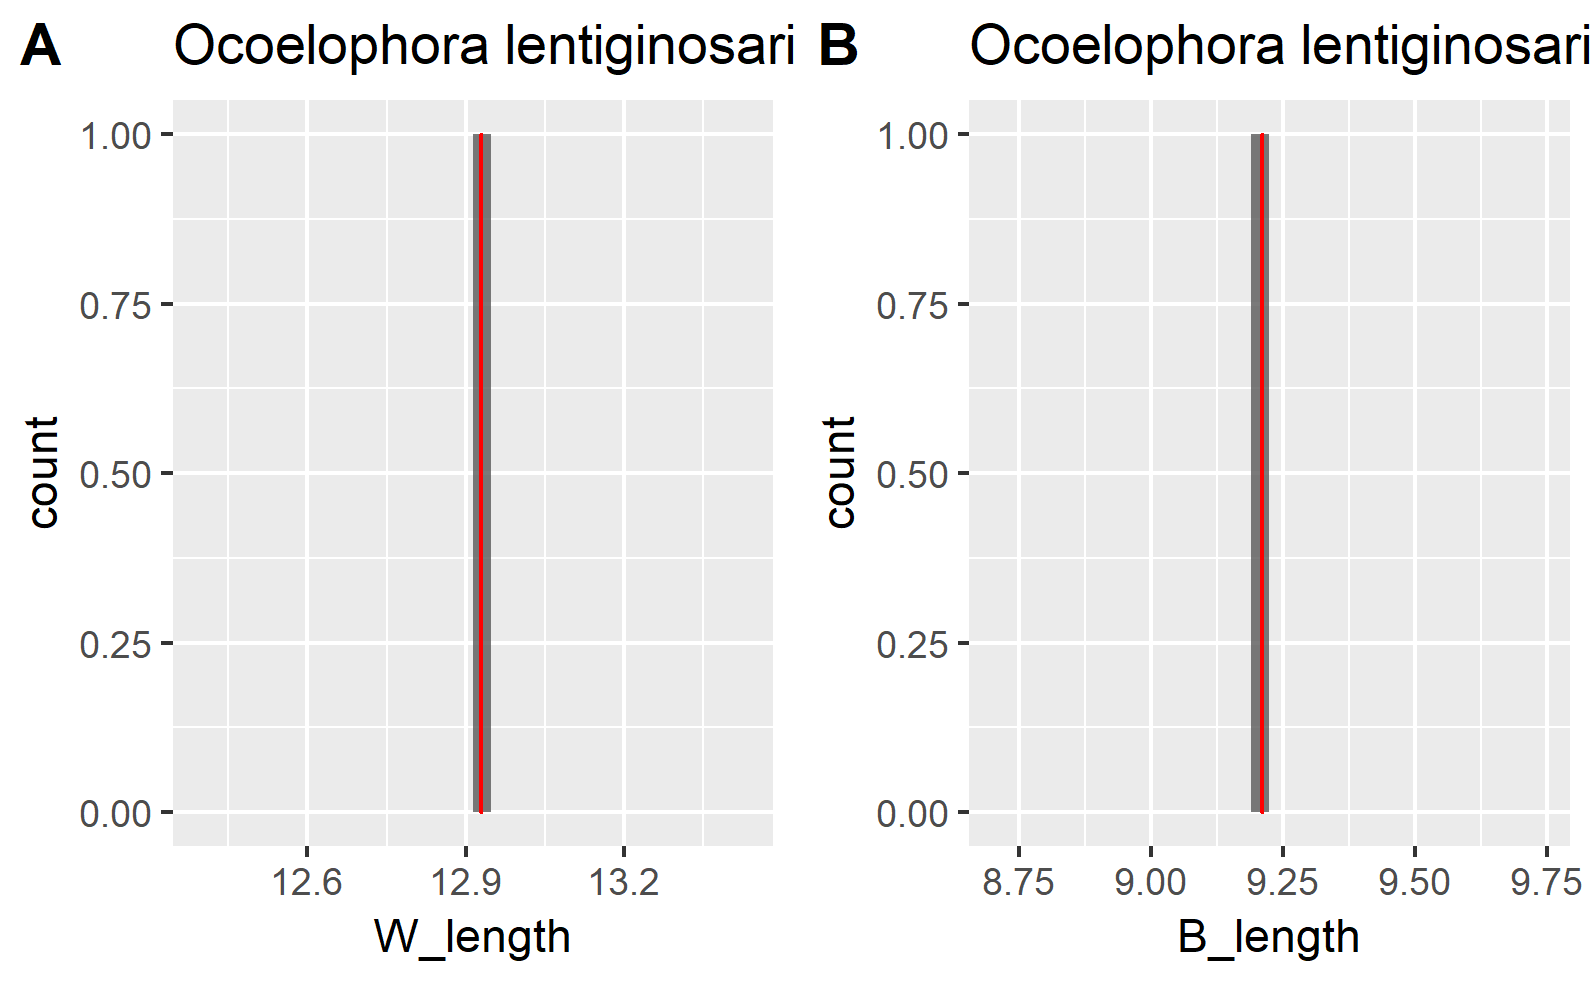 A Ocoelophora lentiginosari
1.00
0.75
0.50
0.25
0.00
count
12.6 12.9 13.2
W_length
B Ocoelophora lentiginosari
1.00
0.75
0.50
0.25
0.00
count
8.75 9.00 9.25 9.50 9.75
B_length